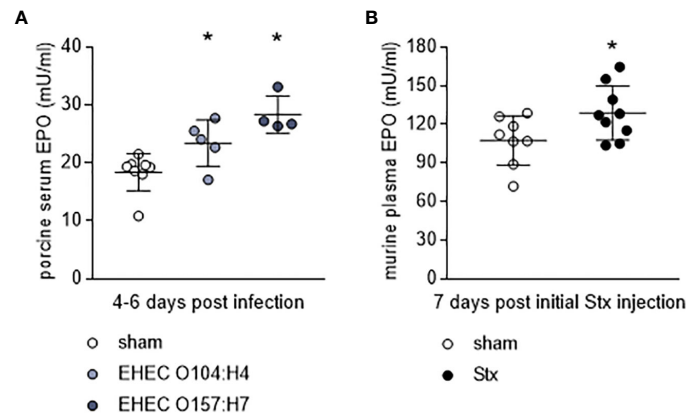 A
B
*
*
*
porcine serum EPO (mU/ml)
40
30
20
10
0
4-6 days post infection
sham
EHEC O104:H4
EHEC O157:H7
murine plasma EPO (mU/ml)
180
150
120
90
60
30
0
7 days post initial Stx injection
sham
Stx